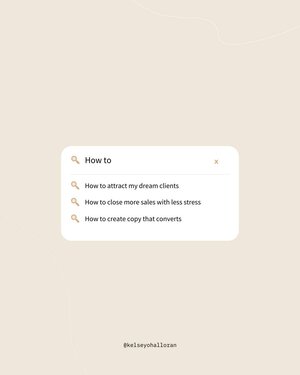 How to x
How to attract my dream clients
How to close more sales with less stress
How to create copy that converts
@kelseyohalloran